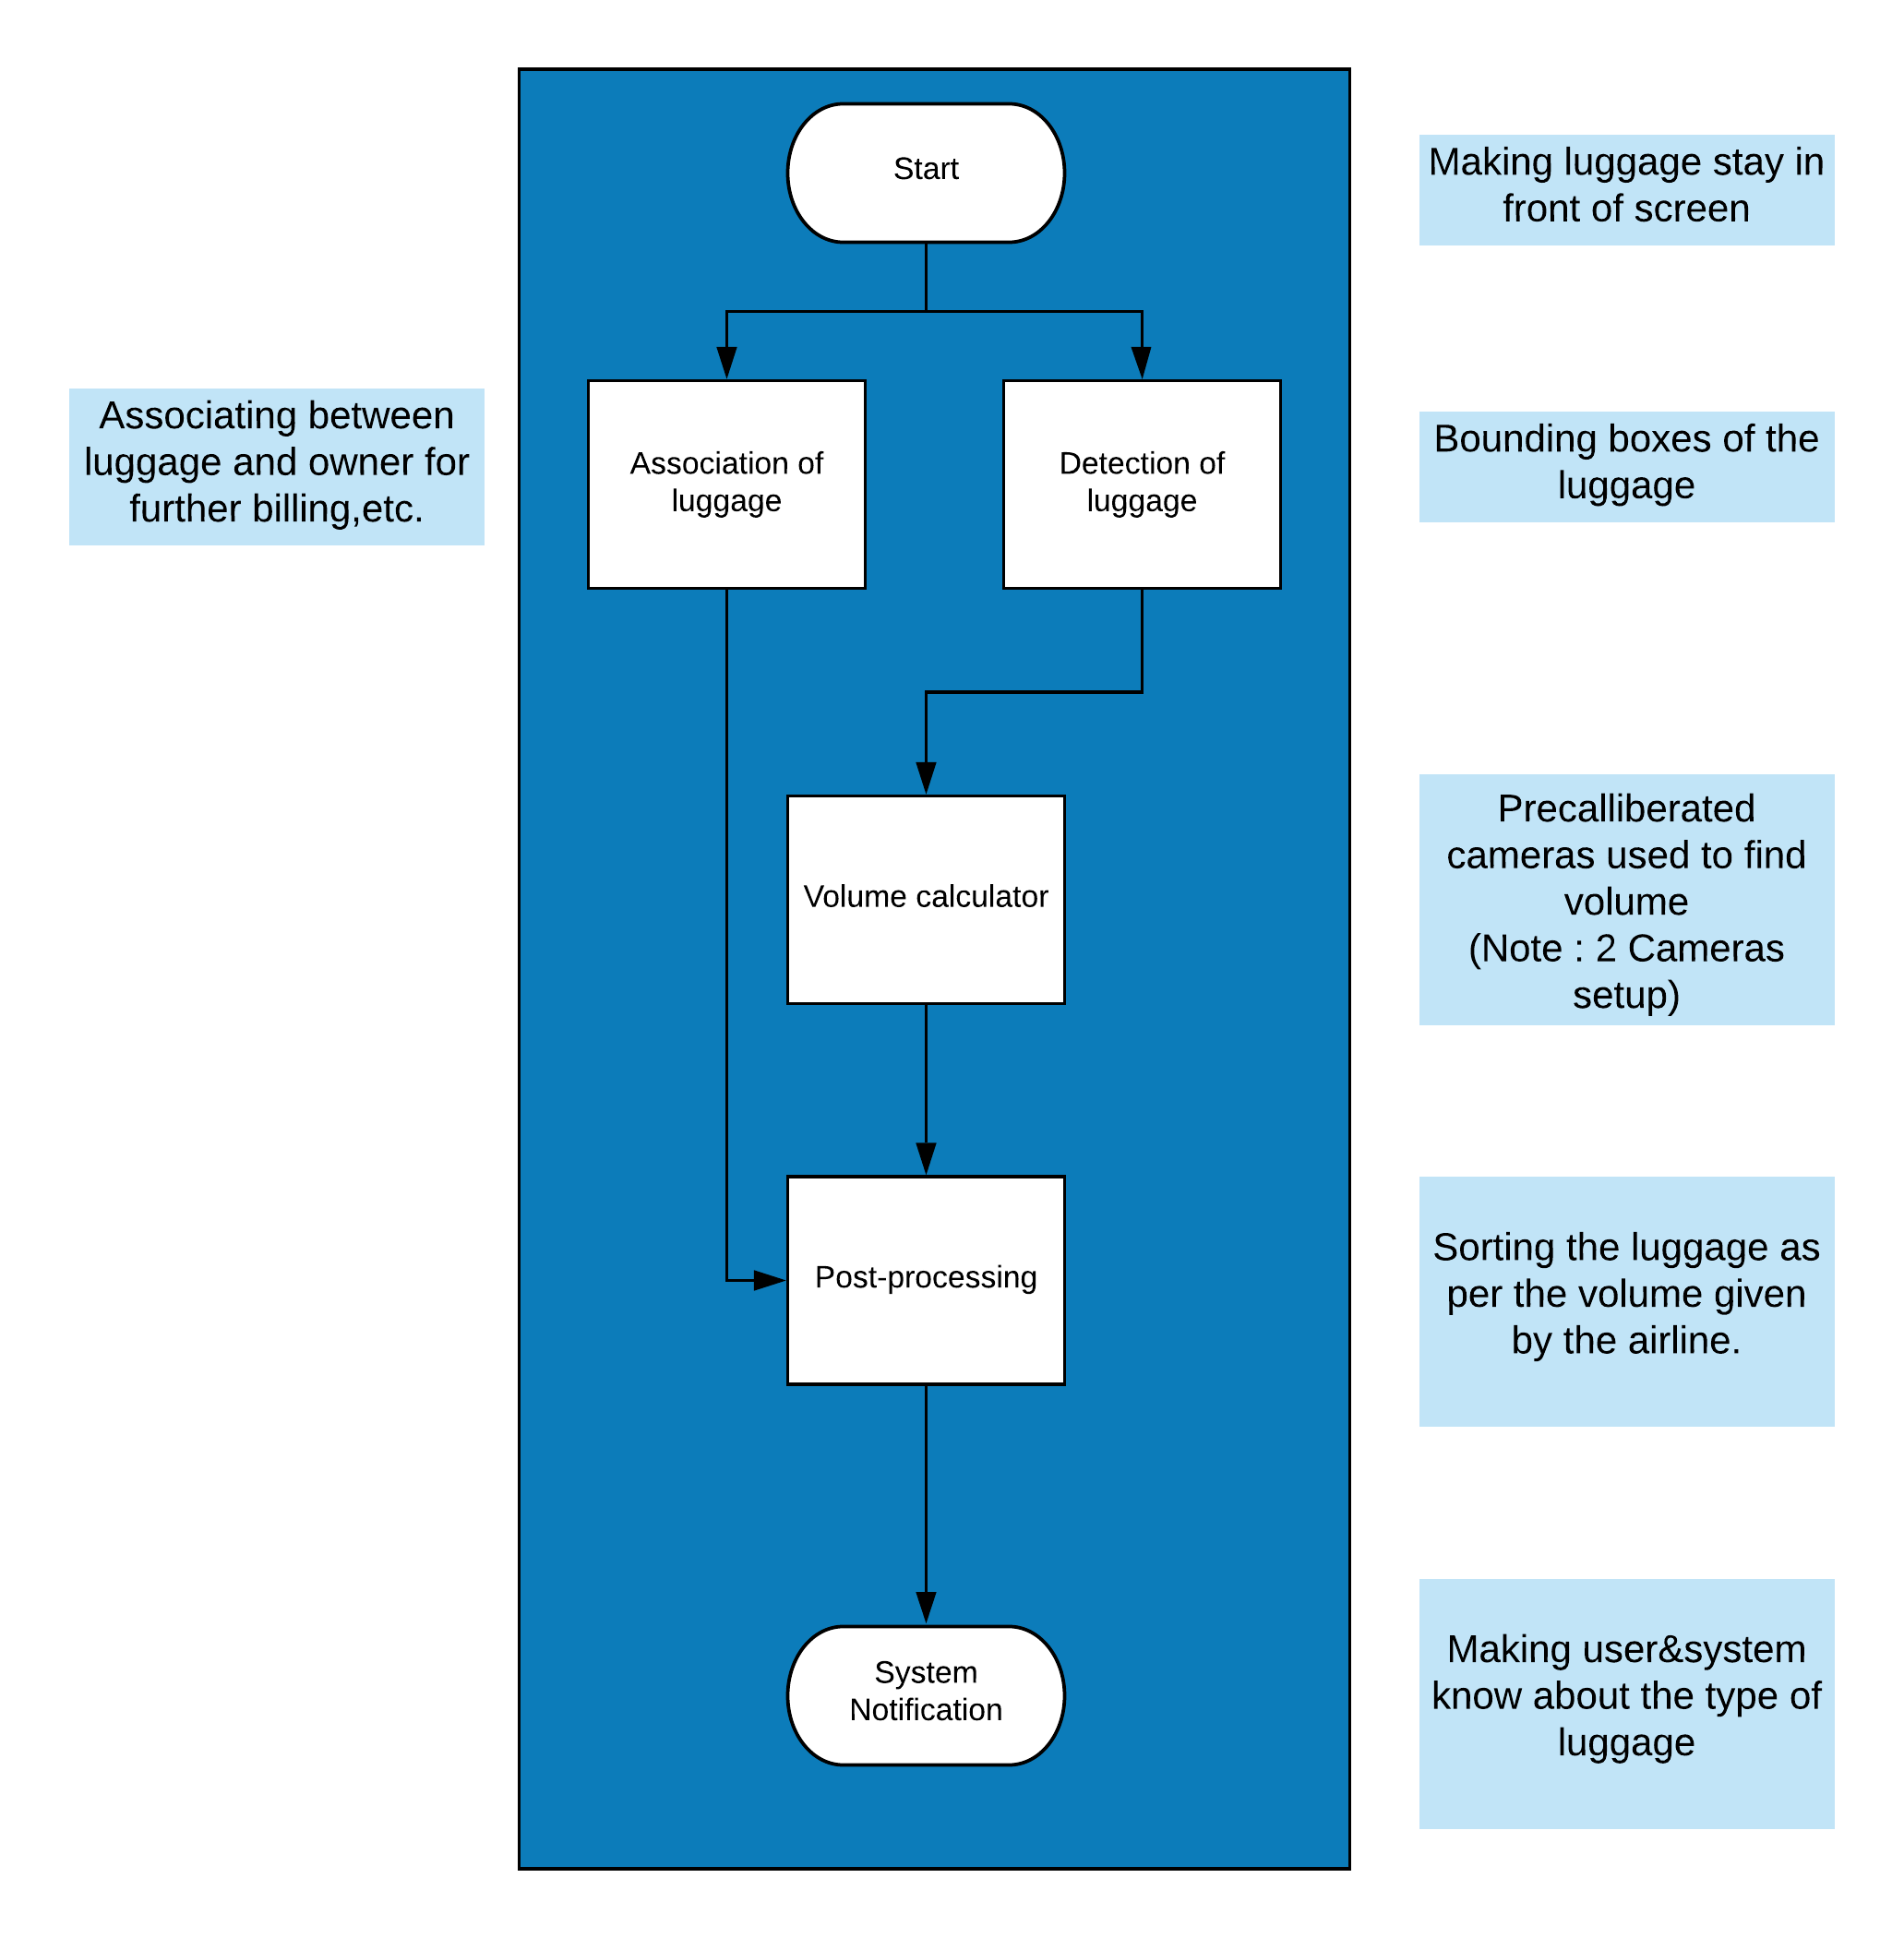 Start
Making luggage stay in
front of screen
Associating between
luggage and owner for
further billing,etc.
Association of
luggage
Detection of
luggage
Bounding boxes of the
luggage
Volume calculator
Precalliberated
cameras used to find
volume
(Note : 2 Cameras
setup)
Post-processing
Sorting the luggage as
per the volume given
by the airline.
System
Notification
Making user&system
know about the type of
luggage